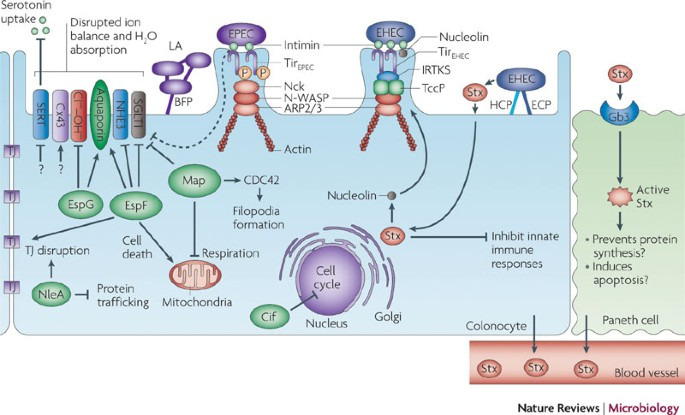 Serotonin
uptake
Disrupted ion
balance and H2O
absorption
LA
BFP
EPEC
Intimin
TirEPEC
P
P
Nck
N-WASP
ARP2/3
Actin
EHEC
Nucleolin
TirEHEC
IRTKS
TccP
EHEC
Stx
HCP
ECP
Stx
Gb3
SERT
Cx43
Cl–OH
Aquaporin
NHE3
SGLT1
?
?
TJ
TJ
TJ
TJ
EspG
EspF
Map
CDC42
Filopodia
formation
TJ disruption
Cell
death
Respiration
NleA
Protein
trafficking
Mitochondria
Cif
Cell
cycle
Nucleus
Golgi
Nucleolin
Stx
Inhibit innate
immune
responses
Active
Stx
• Prevents protein
synthesis?
• Induces
apoptosis?
Colonocyte
Paneth cell
Stx
Stx
Stx
Blood vessel
Nature Reviews | Microbiology